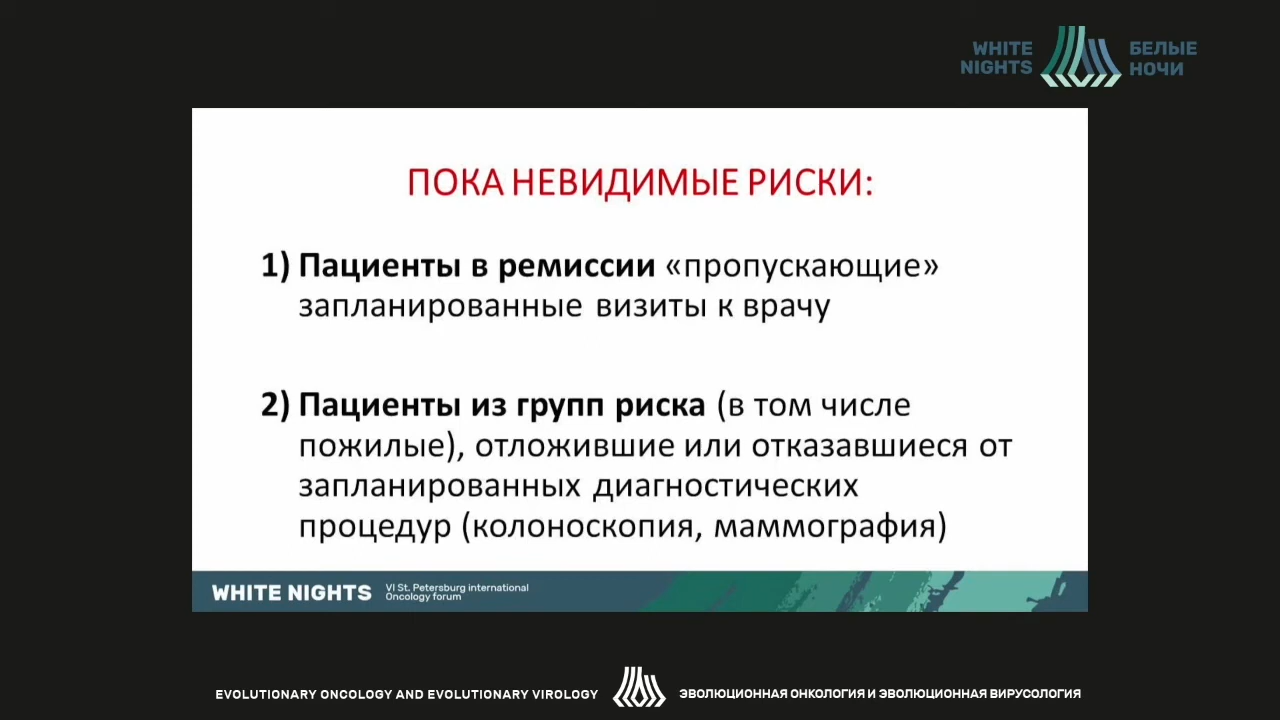 WHITE NIGHTS
БЕЛЫЕ НОЧИ
ПОКА НЕВИДИМЫЕ РИСКИ:
1) Пациенты в ремиссии «пропускающие»
запланированные визиты к врачу
2) Пациенты из групп риска (в том числе
пожилые), отложившие или отказавшиеся от
запланированных диагностических
процедур (колоноскопия, маммография)
WHITE NIGHTS
VI St. Petersburg international
Oncology forum
EVOLUTIONARY ONCOLOGY AND EVOLUTIONARY VIROLOGY
ЭВОЛЮЦИОННАЯ ОНКОЛОГИЯ И ЭВОЛЮЦИОННАЯ ВИРУСОЛОГИЯ